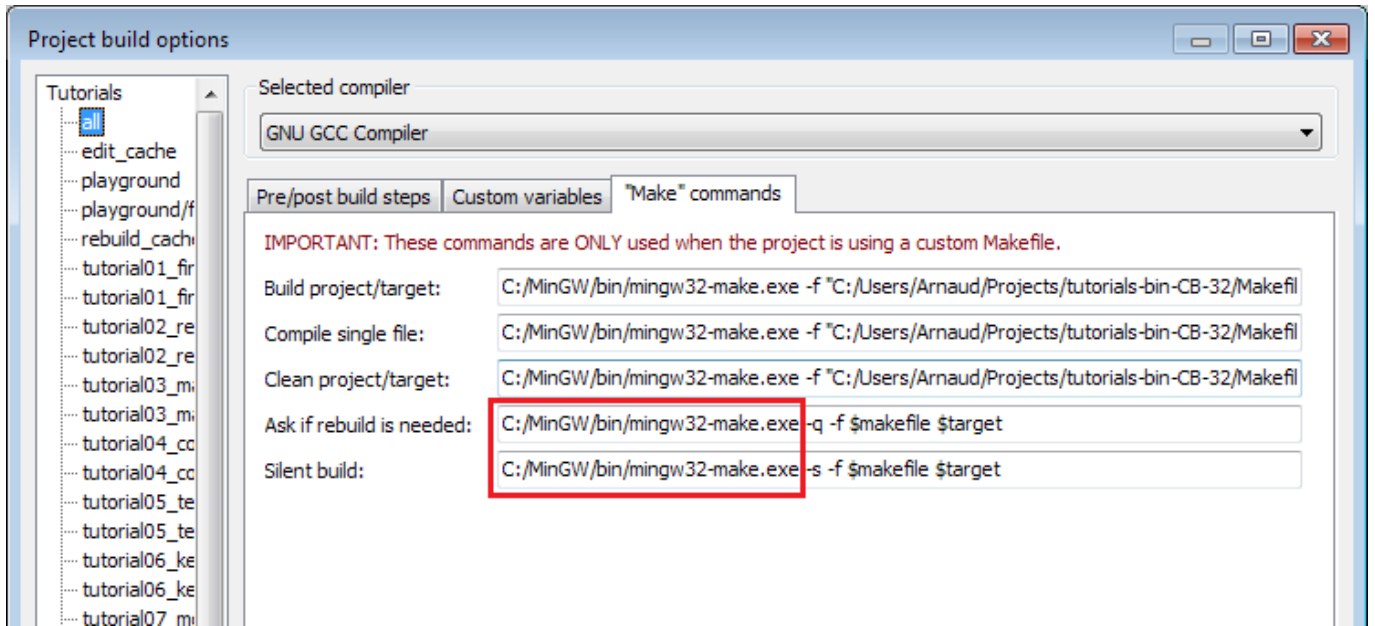 Project build options
Tutorials
all
edit_cache
playground
playground/f
rebuild_cach
tutorial01_fir
tutorial01_fir
tutorial02_re
tutorial02_re
tutorial03_m
tutorial03_m
tutorial04_co
tutorial04_co
tutorial05_te
tutorial05_te
tutorial06_ke
tutorial06_ke
tutorial07_m
Selected compiler
GNU GCC Compiler
Pre/post build steps Custom variables "Make" commands
IMPORTANT: These commands are ONLY used when the project is using a custom Makefile.
Build project/target: C:/MinGW/bin/mingw32-make.exe -f "C:/Users/Arnaud/Projects/tutorials-bin-CB-32/Makefil
Compile single file: C:/MinGW/bin/mingw32-make.exe -f "C:/Users/Arnaud/Projects/tutorials-bin-CB-32/Makefil
Clean project/target: C:/MinGW/bin/mingw32-make.exe -f "C:/Users/Arnaud/Projects/tutorials-bin-CB-32/Makefil
Ask if rebuild is needed: C:/MinGW/bin/mingw32-make.exe -q -f $makefile $target
Silent build: C:/MinGW/bin/mingw32-make.exe -s -f $makefile $target